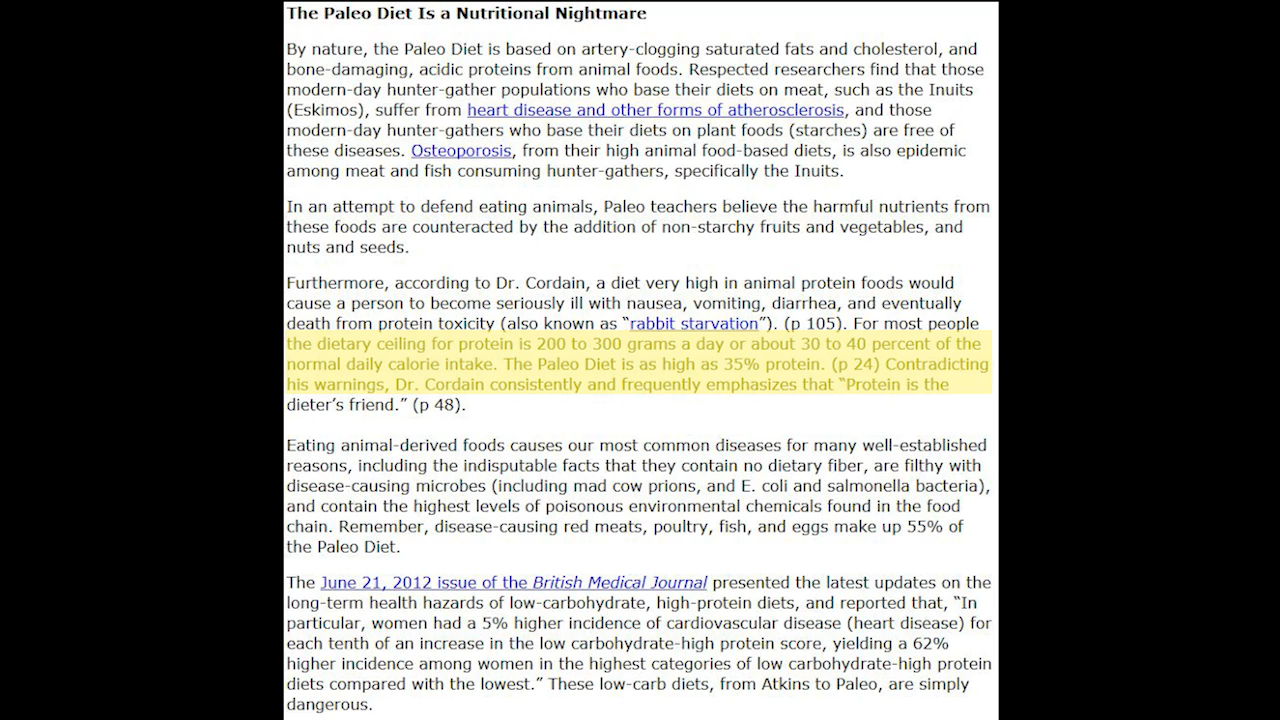 The Paleo Diet Is a Nutritional Nightmare
By nature, the Paleo Diet is based on artery-clogging saturated fats and cholesterol, and
bone-damaging, acidic proteins from animal foods. Respected researchers find that those
modern-day hunter-gather populations who base their diets on meat, such as the Inuits
(Eskimos), suffer from heart disease and other forms of atherosclerosis, and those
modern-day hunter-gathers who base their diets on plant foods (starches) are free of
these diseases. Osteoporosis, from their high animal food-based diets, is also epidemic
among meat and fish consuming hunter-gathers, specifically the Inuits.
In an attempt to defend eating animals, Paleo teachers believe the harmful nutrients from
these foods are counteracted by the addition of non-starchy fruits and vegetables, and
nuts and seeds.
Furthermore, according to Dr. Cordain, a diet very high in animal protein foods would
cause a person to become seriously ill with nausea, vomiting, diarrhea, and eventually
death from protein toxicity (also known as “rabbit starvation”). (p 105). For most people
the dietary ceiling for protein is 200 to 300 grams a day or about 30 to 40 percent of the
normal daily calorie intake. The Paleo Diet is as high as 35% protein. (p 24) Contradicting
his warnings, Dr. Cordain consistently and frequently emphasizes that “Protein is the
dieter’s friend.” (p 48).
Eating animal-derived foods causes our most common diseases for many well-established
reasons, including the indisputable facts that they contain no dietary fiber, are filthy with
disease-causing microbes (including mad cow prions, and E. coli and salmonella bacteria),
and contain the highest levels of poisonous environmental chemicals found in the food
chain. Remember, disease-causing red meats, poultry, fish, and eggs make up 55% of
the Paleo Diet.
The June 21, 2012 issue of the British Medical Journal presented the latest updates on the
long-term health hazards of low-carbohydrate, high-protein diets, and reported that, “In
particular, women had a 5% higher incidence of cardiovascular disease (heart disease) for
each tenth of an increase in the low carbohydrate-high protein score, yielding a 62%
higher incidence among women in the highest categories of low carbohydrate-high protein
diets compared with the lowest.” These low-carb diets, from Atkins to Paleo, are simply
dangerous.